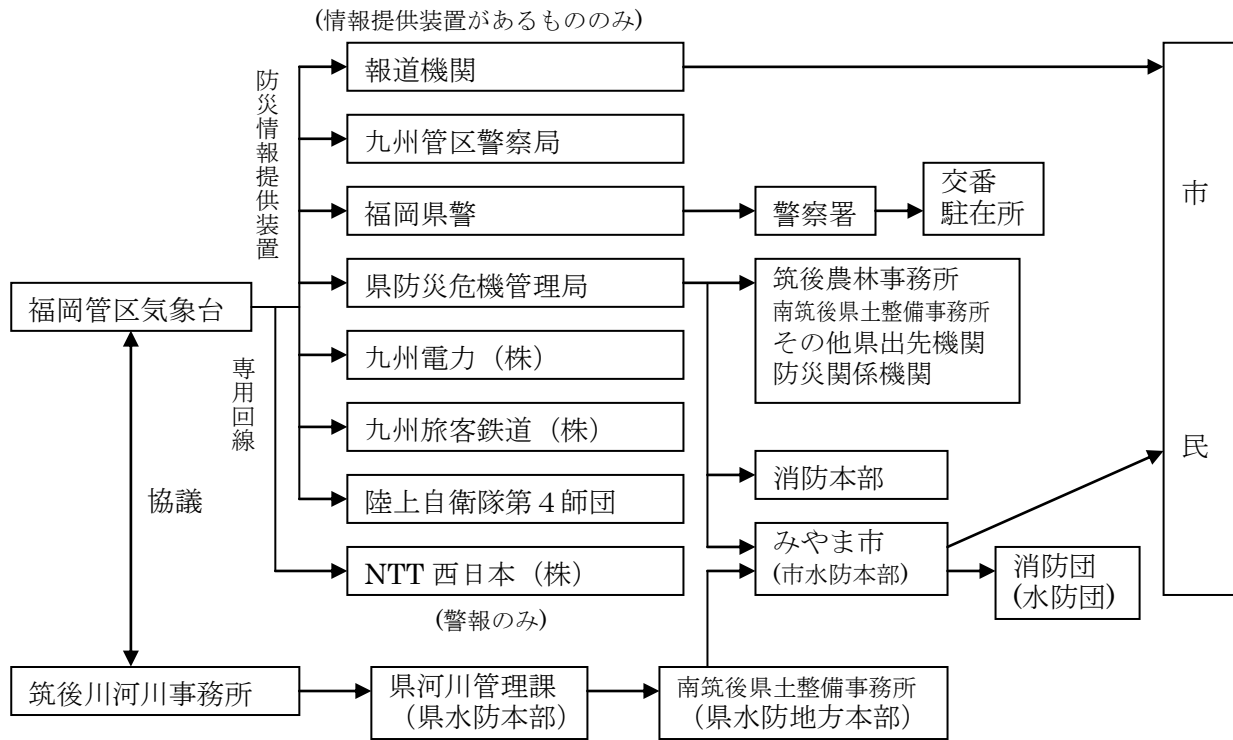 (情報提供装置があるもののみ)
防災情報提供装置
報道機関
九州管区警察局
福岡県警
警察署
交番
駐在所
市民
福岡管区気象台
県防災危機管理局
筑後農林事務所
南筑後県土整備事務所
その他県出先機関
防災関係機関
九州電力（株）
専用回線
九州旅客鉄道（株）
陸上自衛隊第４師団
消防本部
協議
NTT 西日本（株）
(警報のみ)
みやま市
(市水防本部)
消防団
(水防団)
筑後川河川事務所
県河川管理課
（県水防本部）
南筑後県土整備事務所
（県水防地方本部）